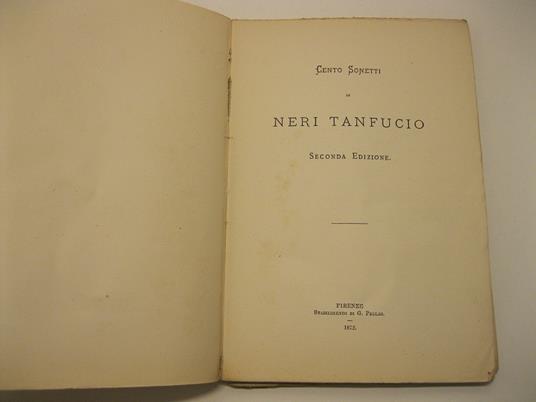 Cento Sonetti
di
NERI TANFUCIO
Seconda Edizione.
FIRENZE
Stabilimento di G. Pellas
1872.